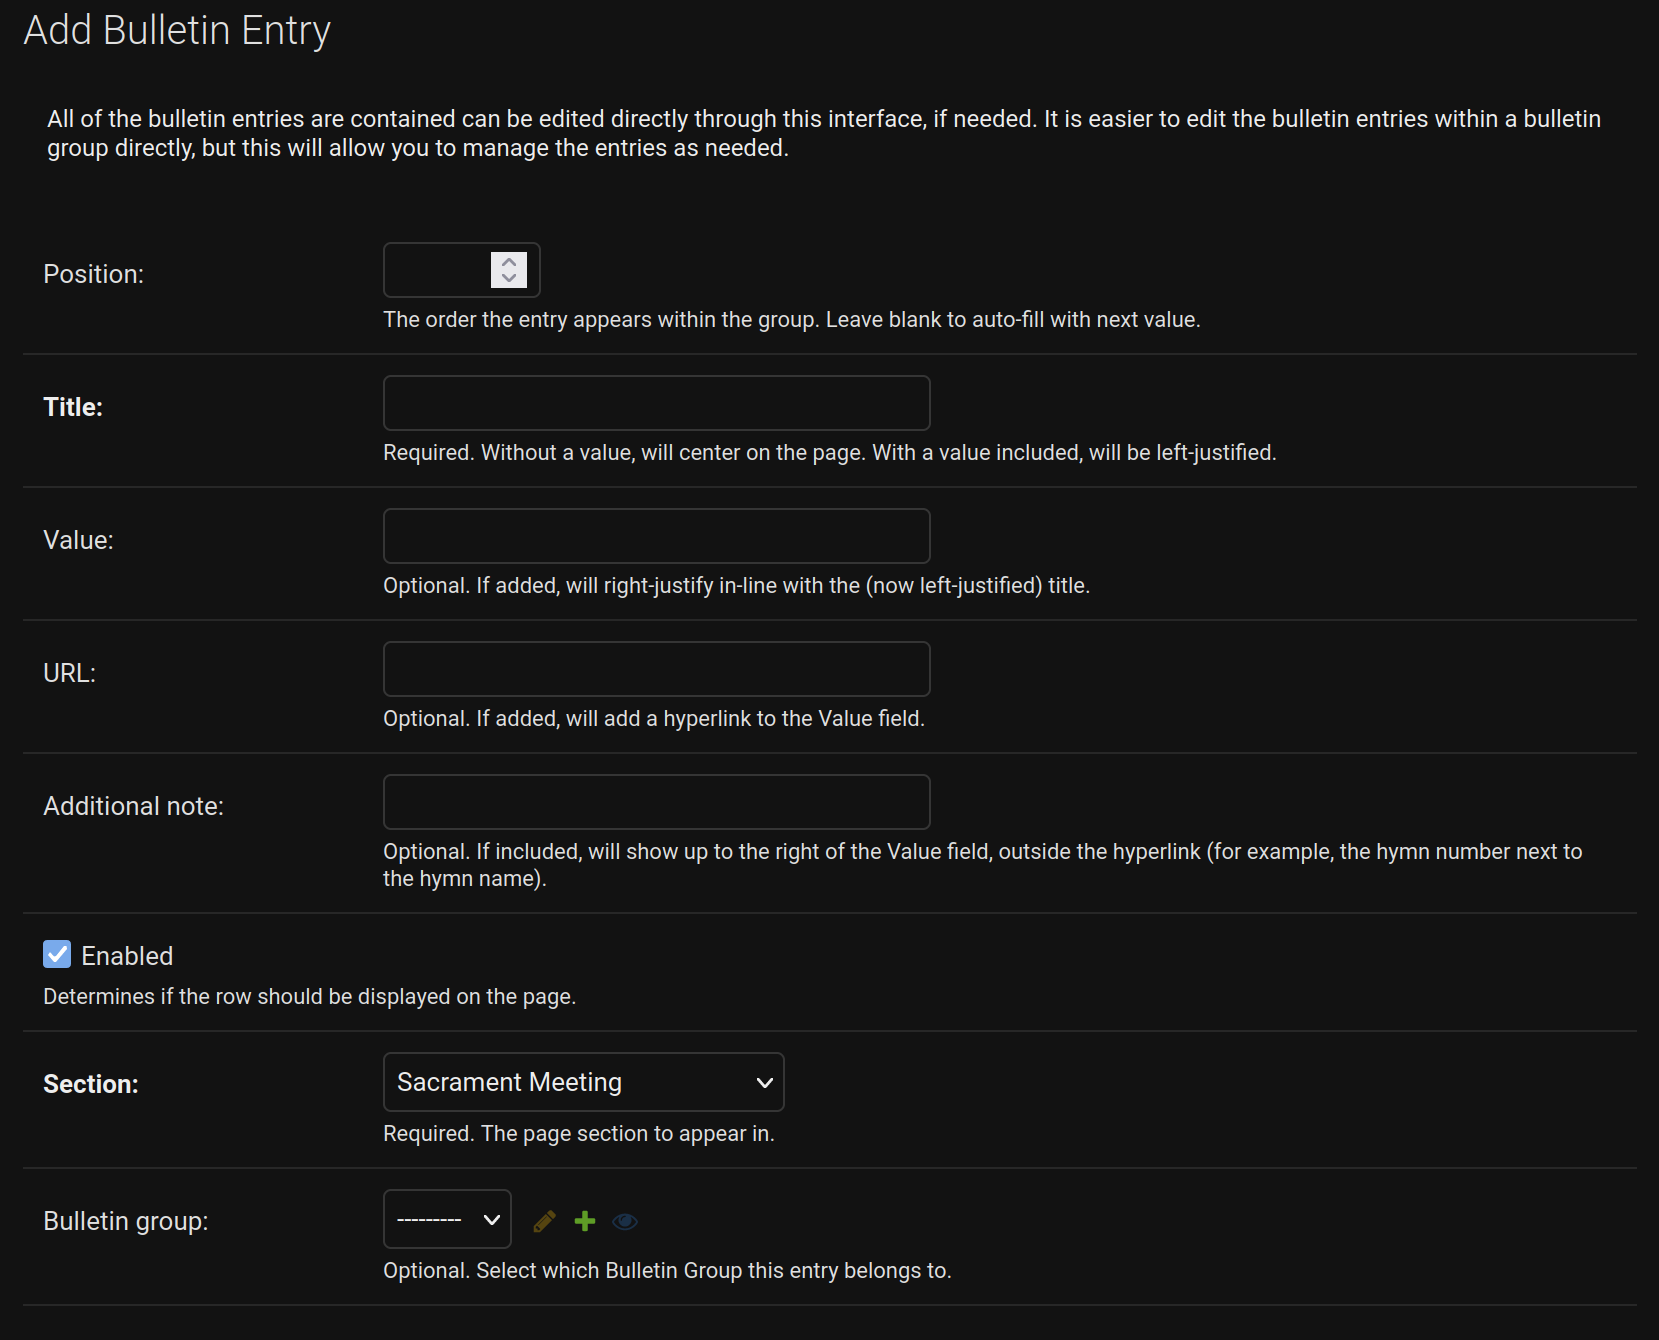 Add Bulletin Entry
All of the bulletin entries are contained can be edited directly through this interface, if needed. It is easier to edit the bulletin entries within a bulletin
group directly, but this will allow you to manage the entries as needed.
Position:
The order the entry appears within the group. Leave blank to auto-fill with next value.
Title:
Required. Without a value, will center on the page. With a value included, will be left-justified.
Value:
Optional. If added, will right-justify in-line with the (now left-justified) title.
URL:
Optional. If added, will add a hyperlink to the Value field.
Additional note:
Optional. If included, will show up to the right of the Value field, outside the hyperlink (for example, the hymn number next to
the hymn name).
Enabled
Determines if the row should be displayed on the page.
Section:
Sacrament Meeting
Required. The page section to appear in.
Bulletin group:
---------
Optional. Select which Bulletin Group this entry belongs to.